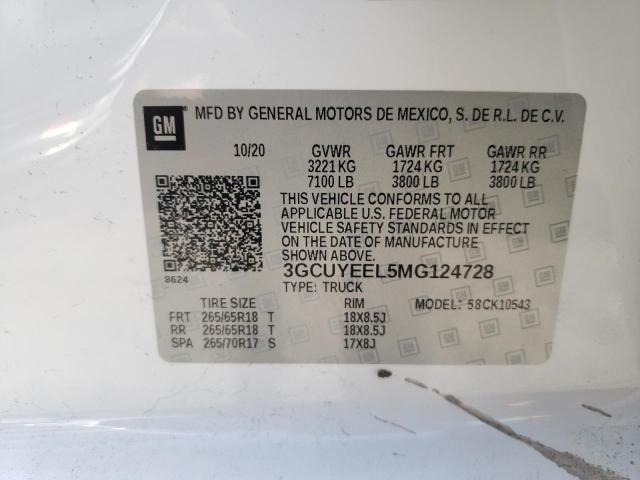 GM MFD BY GENERAL MOTORS DE MEXICO, S. DE R.L. DE C.V.
10/20 GVWR GAWR FRT GAWR RR
3221 KG 1724 KG 1724 KG
7100 LB 3800 LB 3800 LB
THIS VEHICLE CONFORMS TO ALL
APPLICABLE U.S. FEDERAL MOTOR
VEHICLE SAFETY STANDARDS IN EFFECT
ON THE DATE OF MANUFACTURE
SHOWN ABOVE.
3GCUYEEL5MG124728
8624
TYPE: TRUCK
TIRE SIZE RIM MODEL: 58CK10543
FRT 265/65R18 T 18X8.5J
RR 265/65R18 T 18X8.5J
SPA 265/70R17 S 17X8J